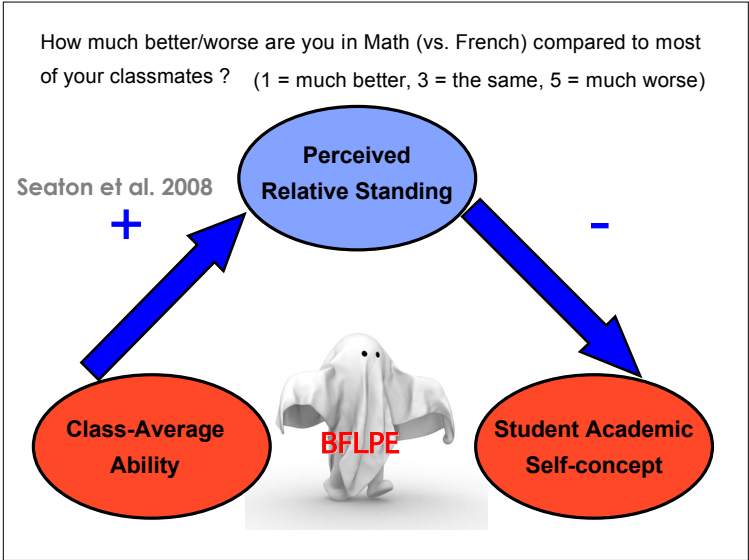 How much better/worse are you in Math (vs. French) compared to most
of your classmates ? (1 = much better, 3 = the same, 5 = much worse)
Perceived
Relative Standing
Seaton et al. 2008
+
-
Class-Average
Ability
BFLPE
Student Academic
Self-concept